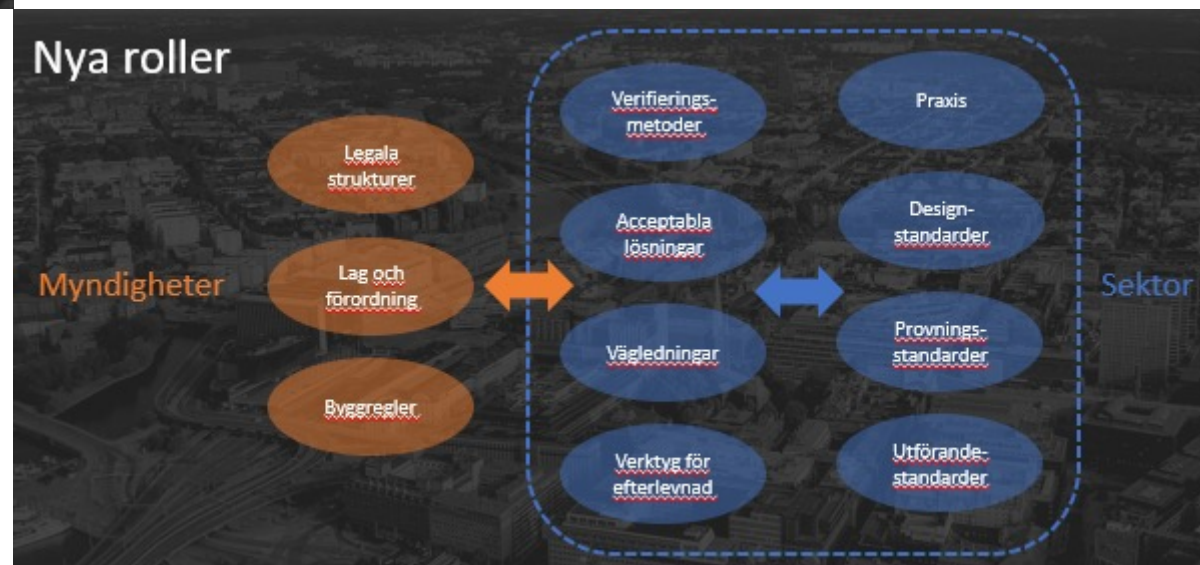 Nya roller
Myndigheter
Legala
strukturer
Lag och
förordning
Byggregler
Verifierings-
metoder
Acceptabla
lösningar
Vägledningar
Verktyg för
efterlevnad
Praxis
Design-
standarder
Provnings-
standarder
Utförande-
standarder
Sektor